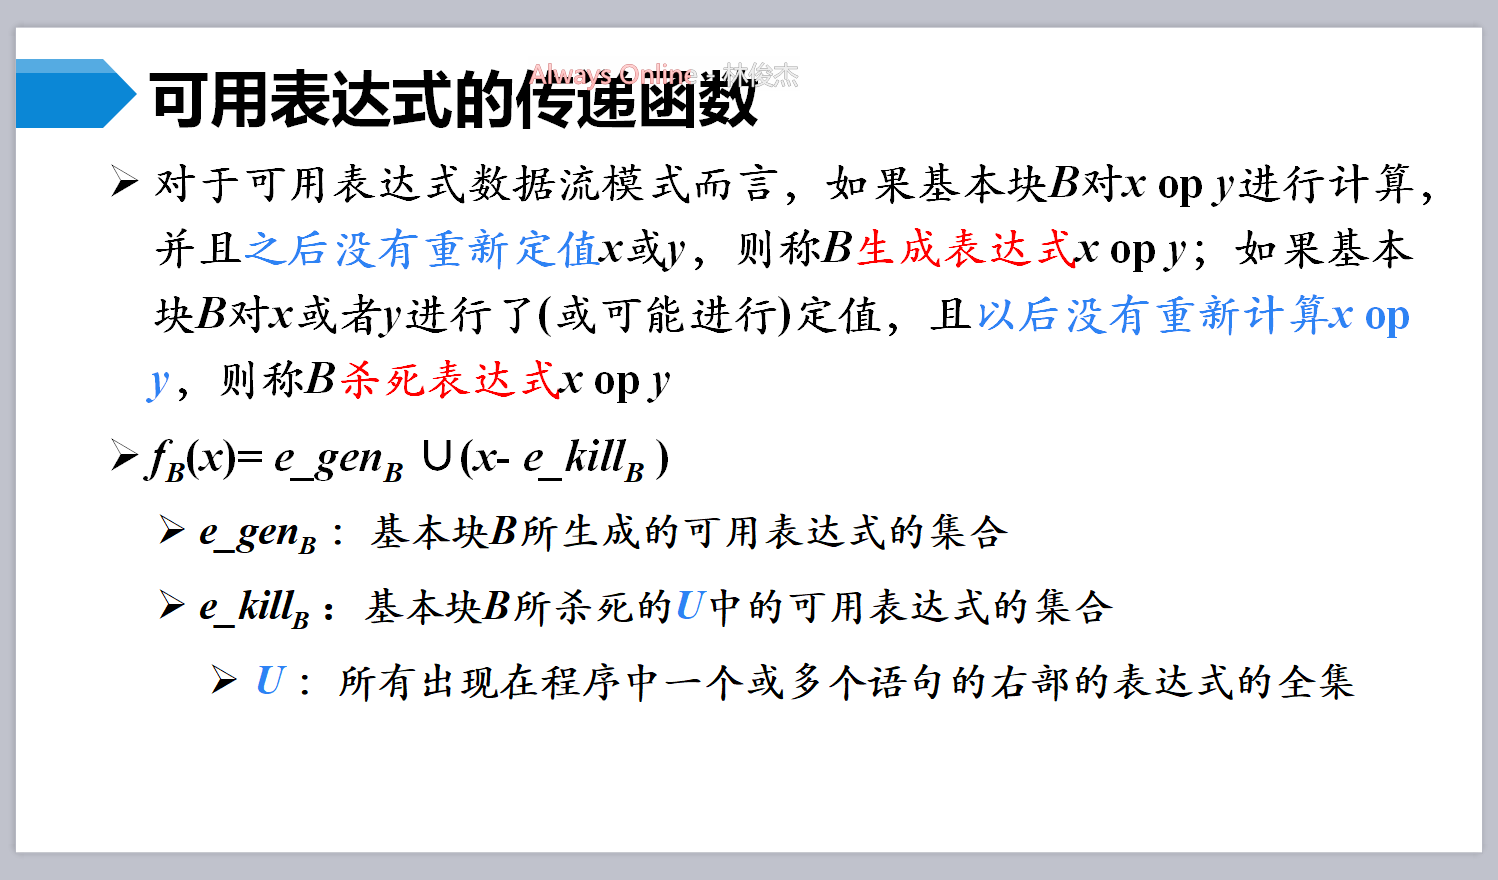 可用表达式的传递函数
Always Online - 林俊杰
对于可用表达式数据流模式而言，如果基本块B对x op y进行计算，
并且之后没有重新定值x或y，则称B生成表达式x op y；如果基本
块B对x或者y进行了(或可能进行)定值，且以后没有重新计算x op
y，则称B杀死表达式x op y
f_B(x)= e_gen_B ∪(x- e_kill_B )
e_gen_B：基本块B所生成的可用表达式的集合
e_kill_B：基本块B所杀死的U中的可用表达式的集合
U：所有出现在程序中一个或多个语句的右部的表达式的全集